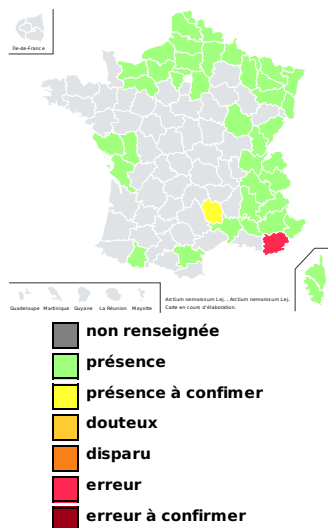 Île-de-France
Guadeloupe Martinique Guyane La Réunion Mayotte
Arctium nemorosum Lej. , Arctium nemorosum Lej.
Carte en cours d'élaboration.
non renseignée
présence
présence à confimer
douteux
disparu
erreur
erreur à confirmer